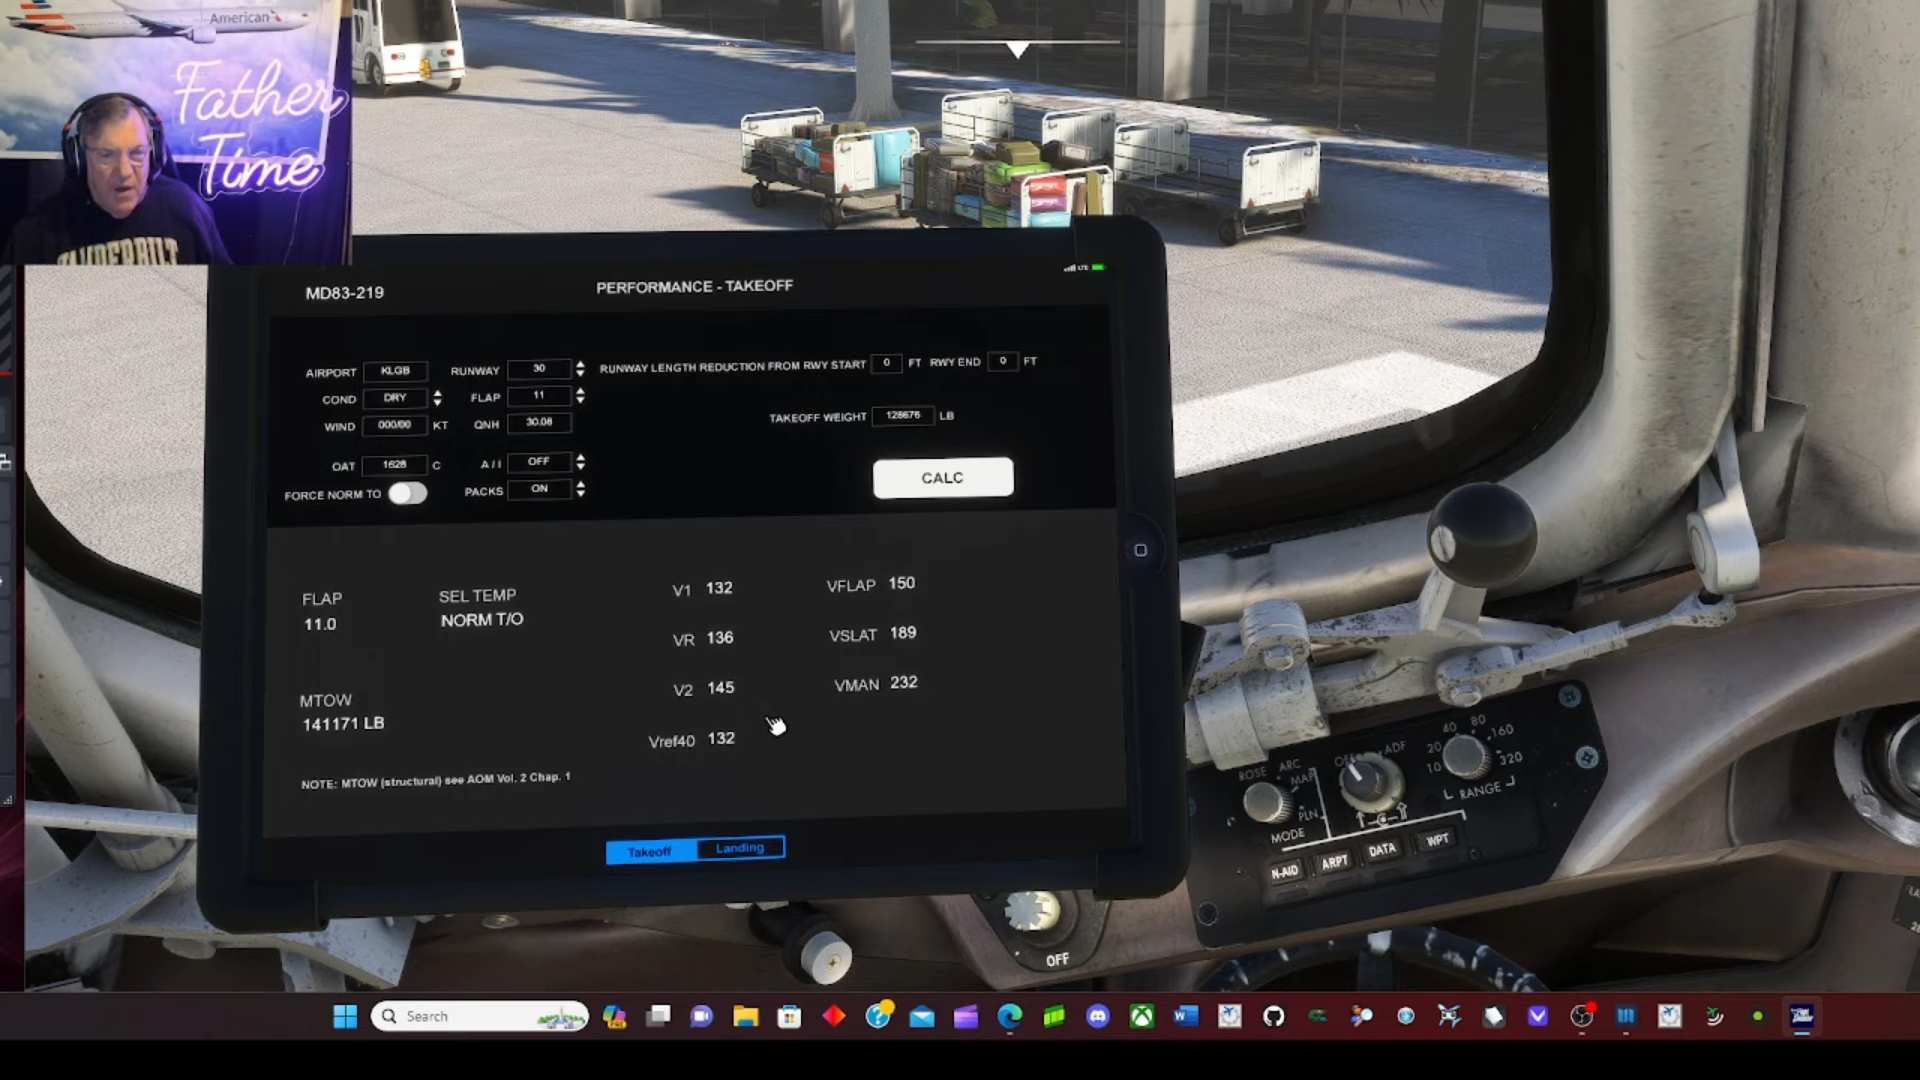 American
Father
Time
VANDERBILT
MD83-219
PERFORMANCE - TAKEOFF
LTE
AIRPORT KLGB RUNWAY 30 RUNWAY LENGTH REDUCTION FROM RWY START 0 FT RWY END 0 FT
COND DRY FLAP 11
WIND 000/00 KT QNH 30.08 TAKEOFF WEIGHT 128676 LB
OAT 1628 C A/I OFF
FORCE NORM TO PACKS ON CALC
FLAP SEL TEMP V1 132 VFLAP 150
11.0 NORM T/O
VR 136 VSLAT 189
MTOW V2 145 VMAN 232
141171 LB
Vref40 132
NOTE: MTOW (structural) see AOM Vol. 2 Chap. 1
Takeoff Landing
ROSE ARC MAP PLN
MODE
OFF ADF
10 20 40 80 160 320
RANGE
N-AID ARPT DATA WPT
OFF
Search